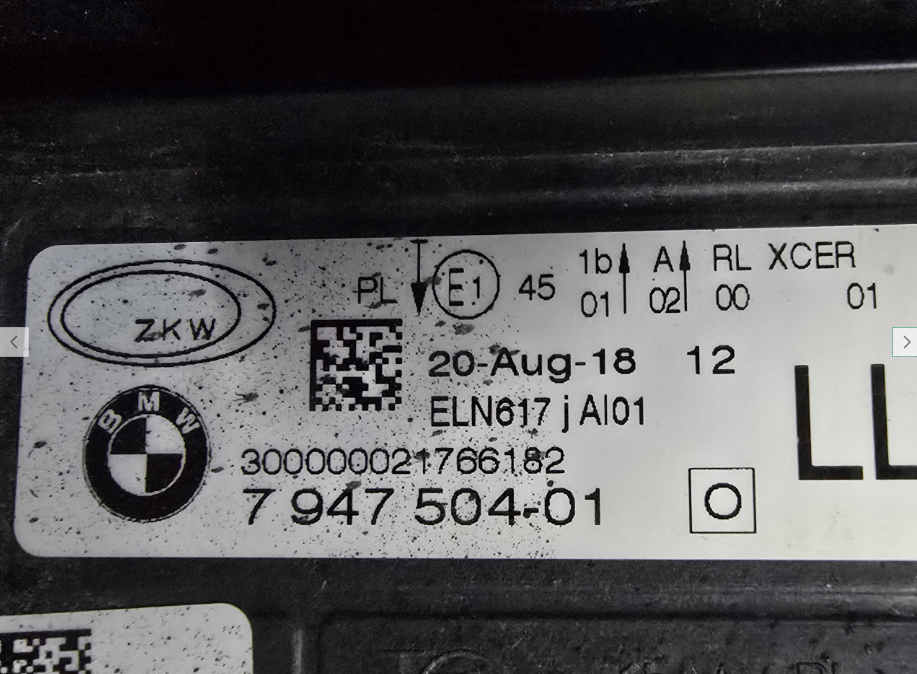 1b A RL XCER
PL E1 45 01 02 00 01
ZKW
20-Aug-18 12
ELN617 j AI01
BMW
300000021766182
7 947 504-01
O
LL